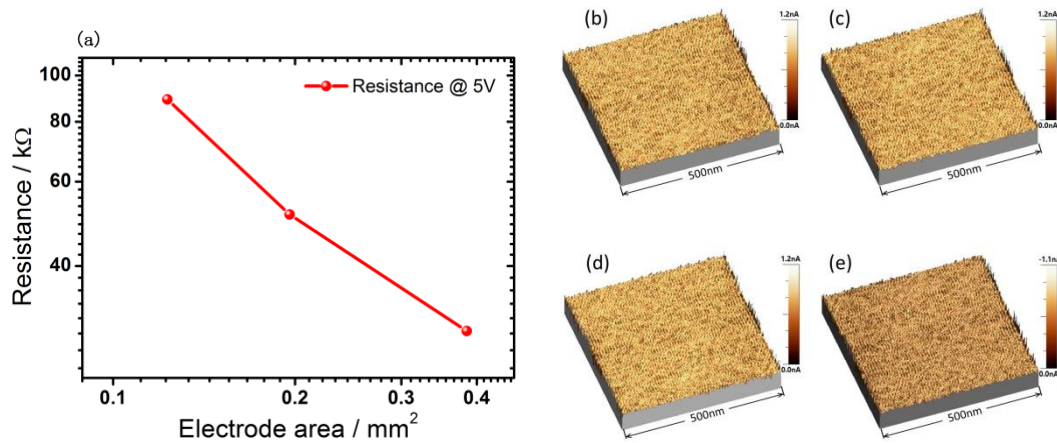 (a)
100
80
60
40
Resistance / kΩ
Resistance @ 5V
0.1
0.2
0.3
0.4
Electrode area / mm²
(b)
1.2nA
0.0nA
500nm
(c)
1.2nA
0.0nA
500nm
(d)
1.2nA
0.0nA
500nm
(e)
-1.1nA
0.0nA
500nm